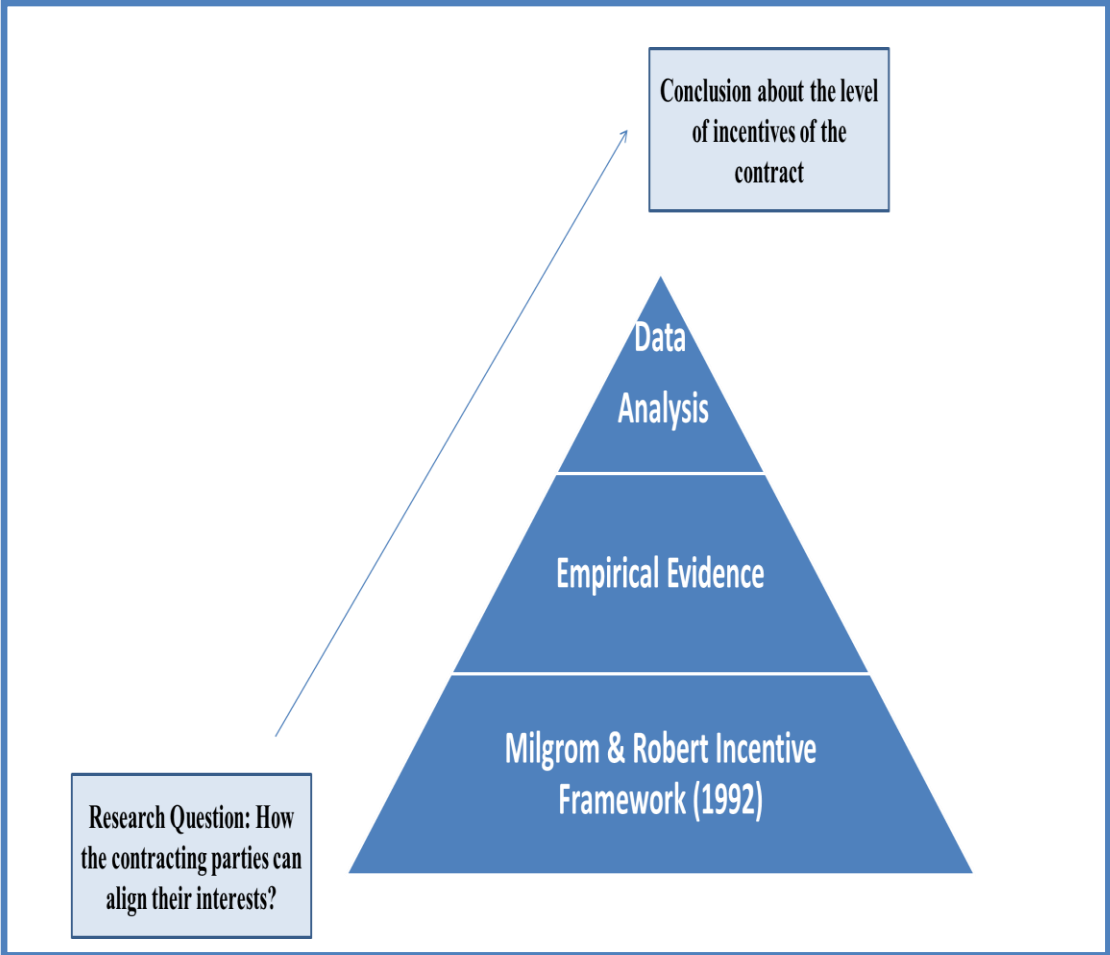 Conclusion about the level
of incentives of the
contract
Data
Analysis
Empirical Evidence
Milgrom & Robert Incentive
Framework (1992)
Research Question: How
the contracting parties can
align their interests?